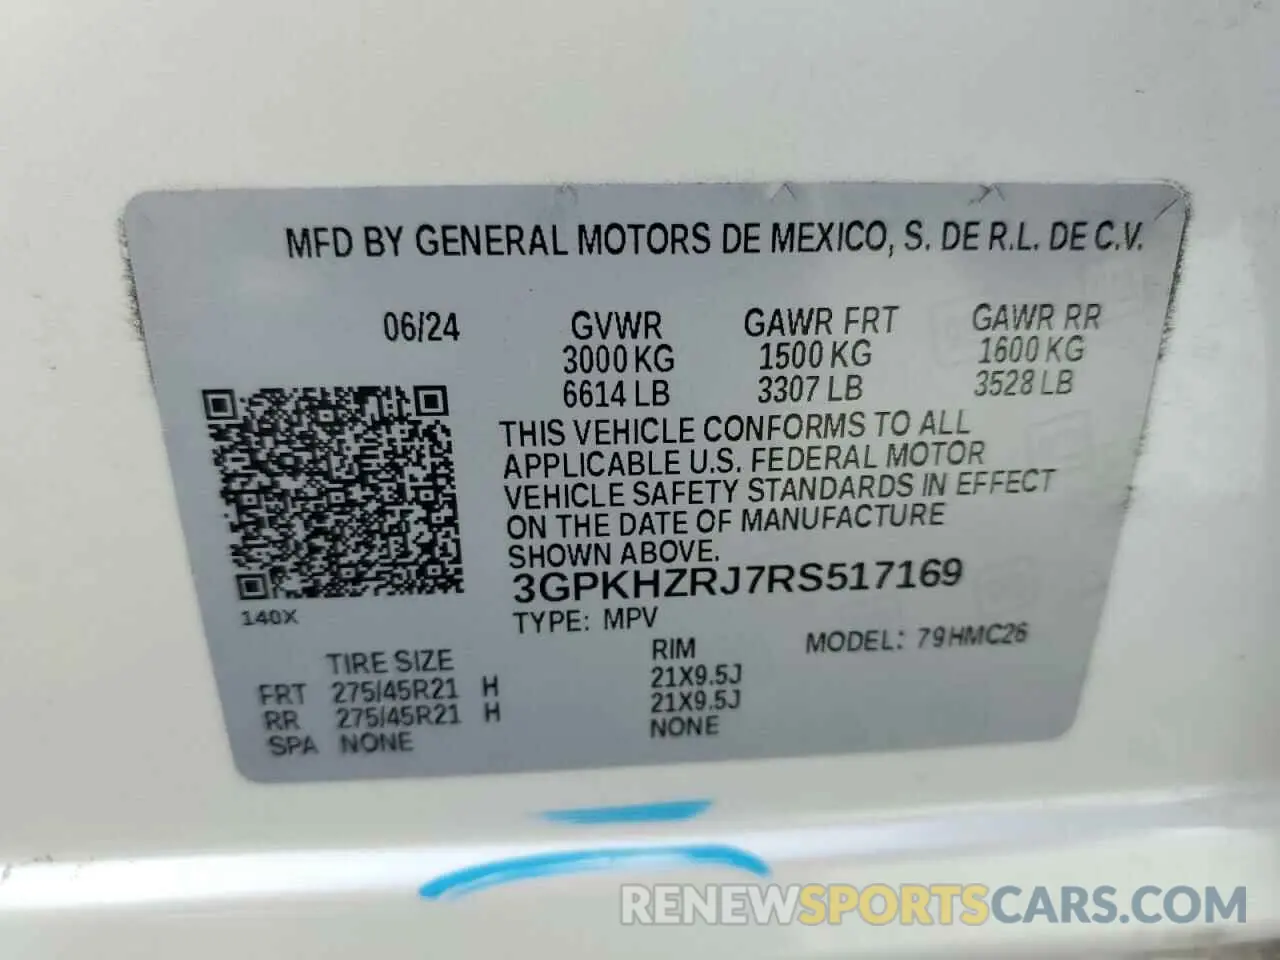 MFD BY GENERAL MOTORS DE MEXICO, S. DE R.L. DE C.V.
06/24 GVWR GAWR FRT GAWR RR
3000 KG 1500 KG 1600 KG
6614 LB 3307 LB 3528 LB
THIS VEHICLE CONFORMS TO ALL
APPLICABLE U.S. FEDERAL MOTOR
VEHICLE SAFETY STANDARDS IN EFFECT
ON THE DATE OF MANUFACTURE
SHOWN ABOVE.
3GPKHZRJ7RS517169
140X
TYPE: MPV MODEL: 79HMC26
TIRE SIZE RIM
FRT 275/45R21 H 21X9.5J
RR 275/45R21 H 21X9.5J
SPA NONE NONE
RENEWSPORTSCARS.COM